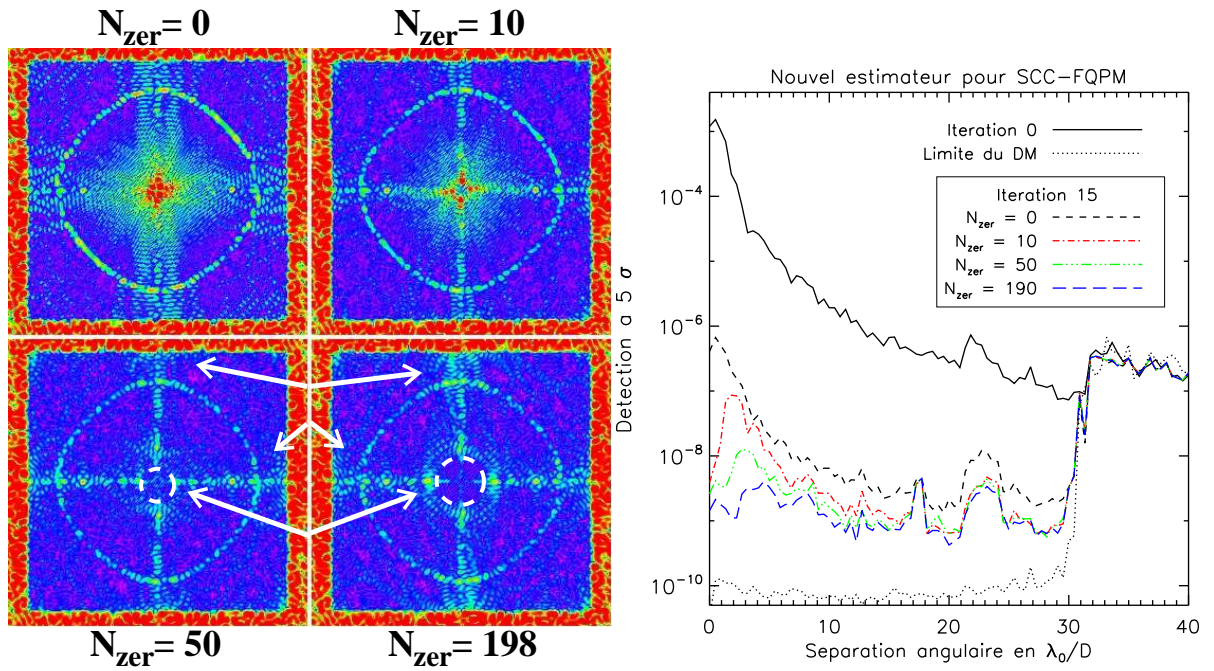 N_zer= 0
N_zer= 10
N_zer= 50
N_zer= 198
Nouvel estimateur pour SCC-FQPM
Iteration 0
Limite du DM
Iteration 15
N_zer = 0
N_zer = 10
N_zer = 50
N_zer = 190
Detection a 5 σ
10^-4
10^-6
10^-8
10^-10
0 10 20 30 40
Separation angulaire en λ_0/D